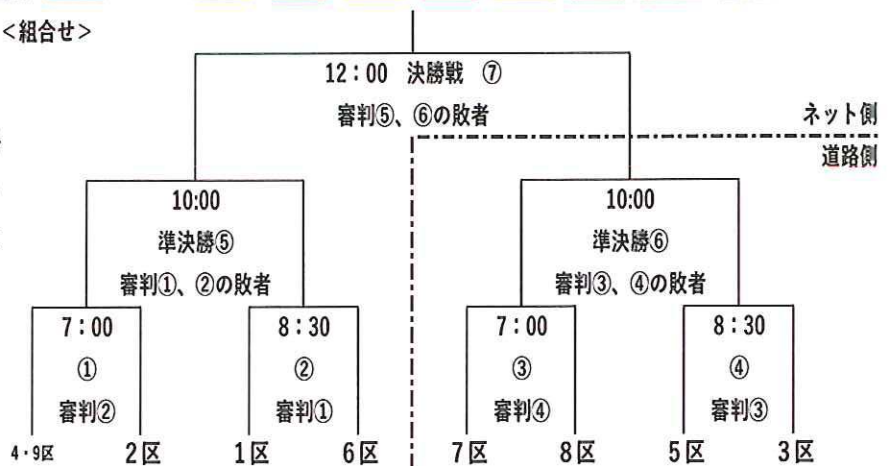 <組合せ>
12:00 決勝戦 ⑦
審判⑤、⑥の敗者
ネット側
道路側
10:00
準決勝⑤
審判①、②の敗者
10:00
準決勝⑥
審判③、④の敗者
7:00
①
審判②
8:30
②
審判①
7:00
③
審判④
8:30
④
審判③
4・9区 2区 1区 6区 7区 8区 5区 3区